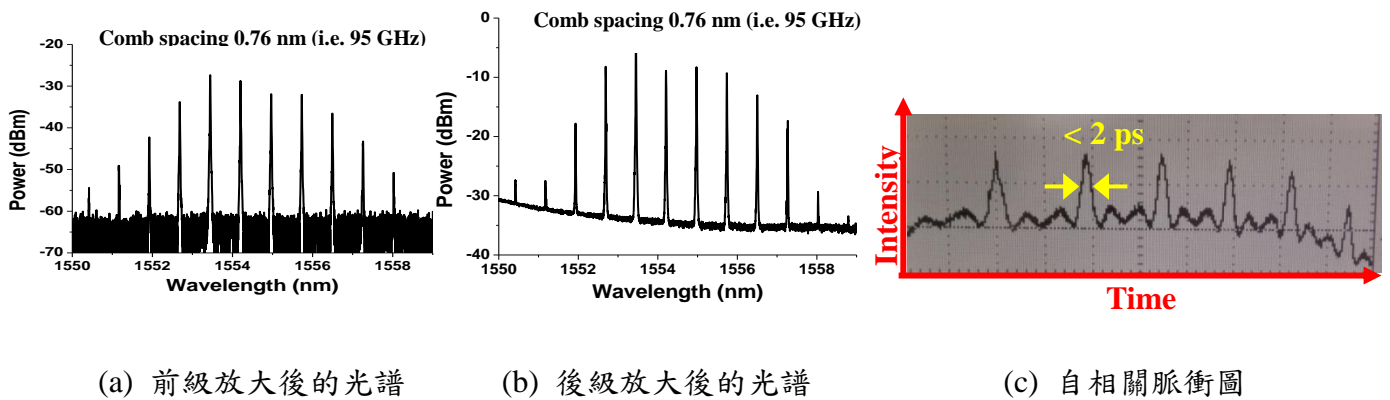 Comb spacing 0.76 nm (i.e. 95 GHz)
-20
-30
-40
-50
-60
-70
Power (dBm)
1550
1552
1554
1556
1558
Wavelength (nm)
Comb spacing 0.76 nm (i.e. 95 GHz)
0
-10
-20
-30
-40
Power (dBm)
1550
1552
1554
1556
1558
Wavelength (nm)
< 2 ps
Intensity
Time
(a) 前級放大後的光譜
(b) 後級放大後的光譜
(c) 自相關脈衝圖